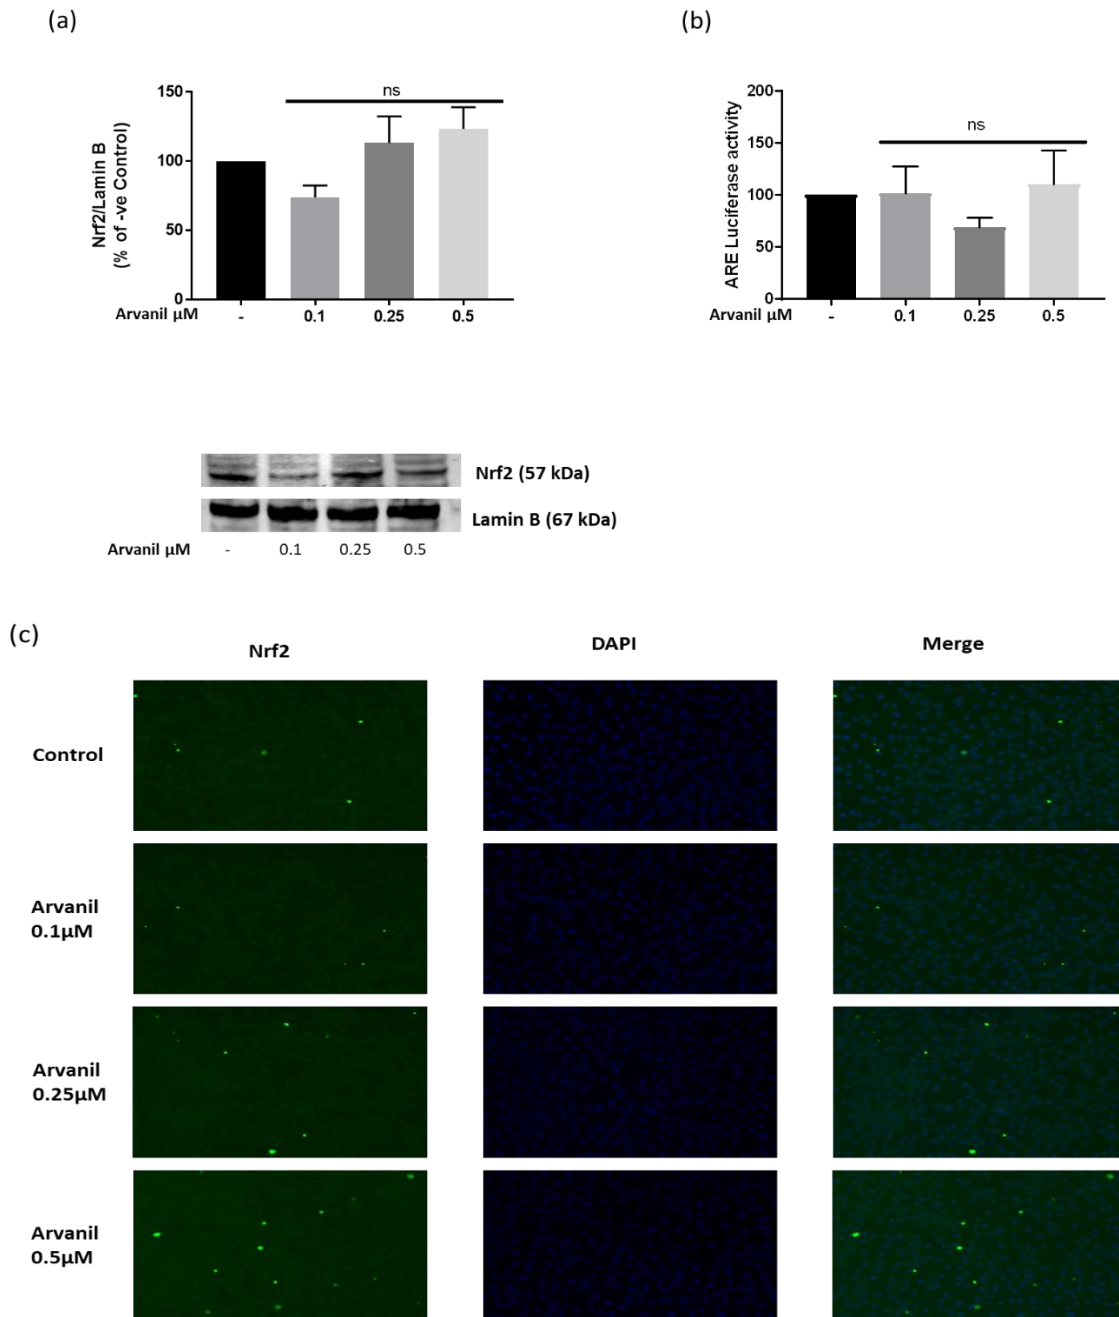 (a)
(b)
Nrf2/Lamin B
(% of -ve Control)
150
100
50
0
ns
Arvanil µM - 0.1 0.25 0.5
ARE Luciferase activity
200
150
100
50
0
ns
Arvanil µM - 0.1 0.25 0.5
Nrf2 (57 kDa)
Lamin B (67 kDa)
Arvanil µM - 0.1 0.25 0.5
(c)
Nrf2 DAPI Merge
Control
Arvanil
0.1µM
Arvanil
0.25µM
Arvanil
0.5µM